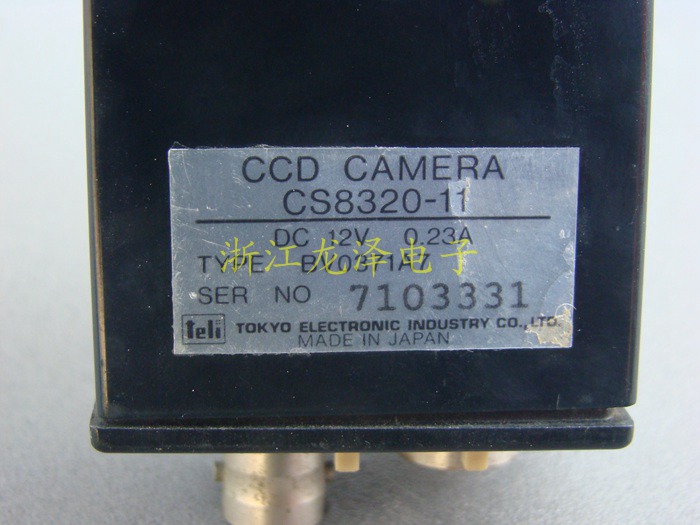 CCD CAMERA
CS8320-11
DC 12V 0.23A
浙江龙泽电子
TYPE
SER NO 7103331
teli TOKYO ELECTRONIC INDUSTRY CO., LTD.
MADE IN JAPAN